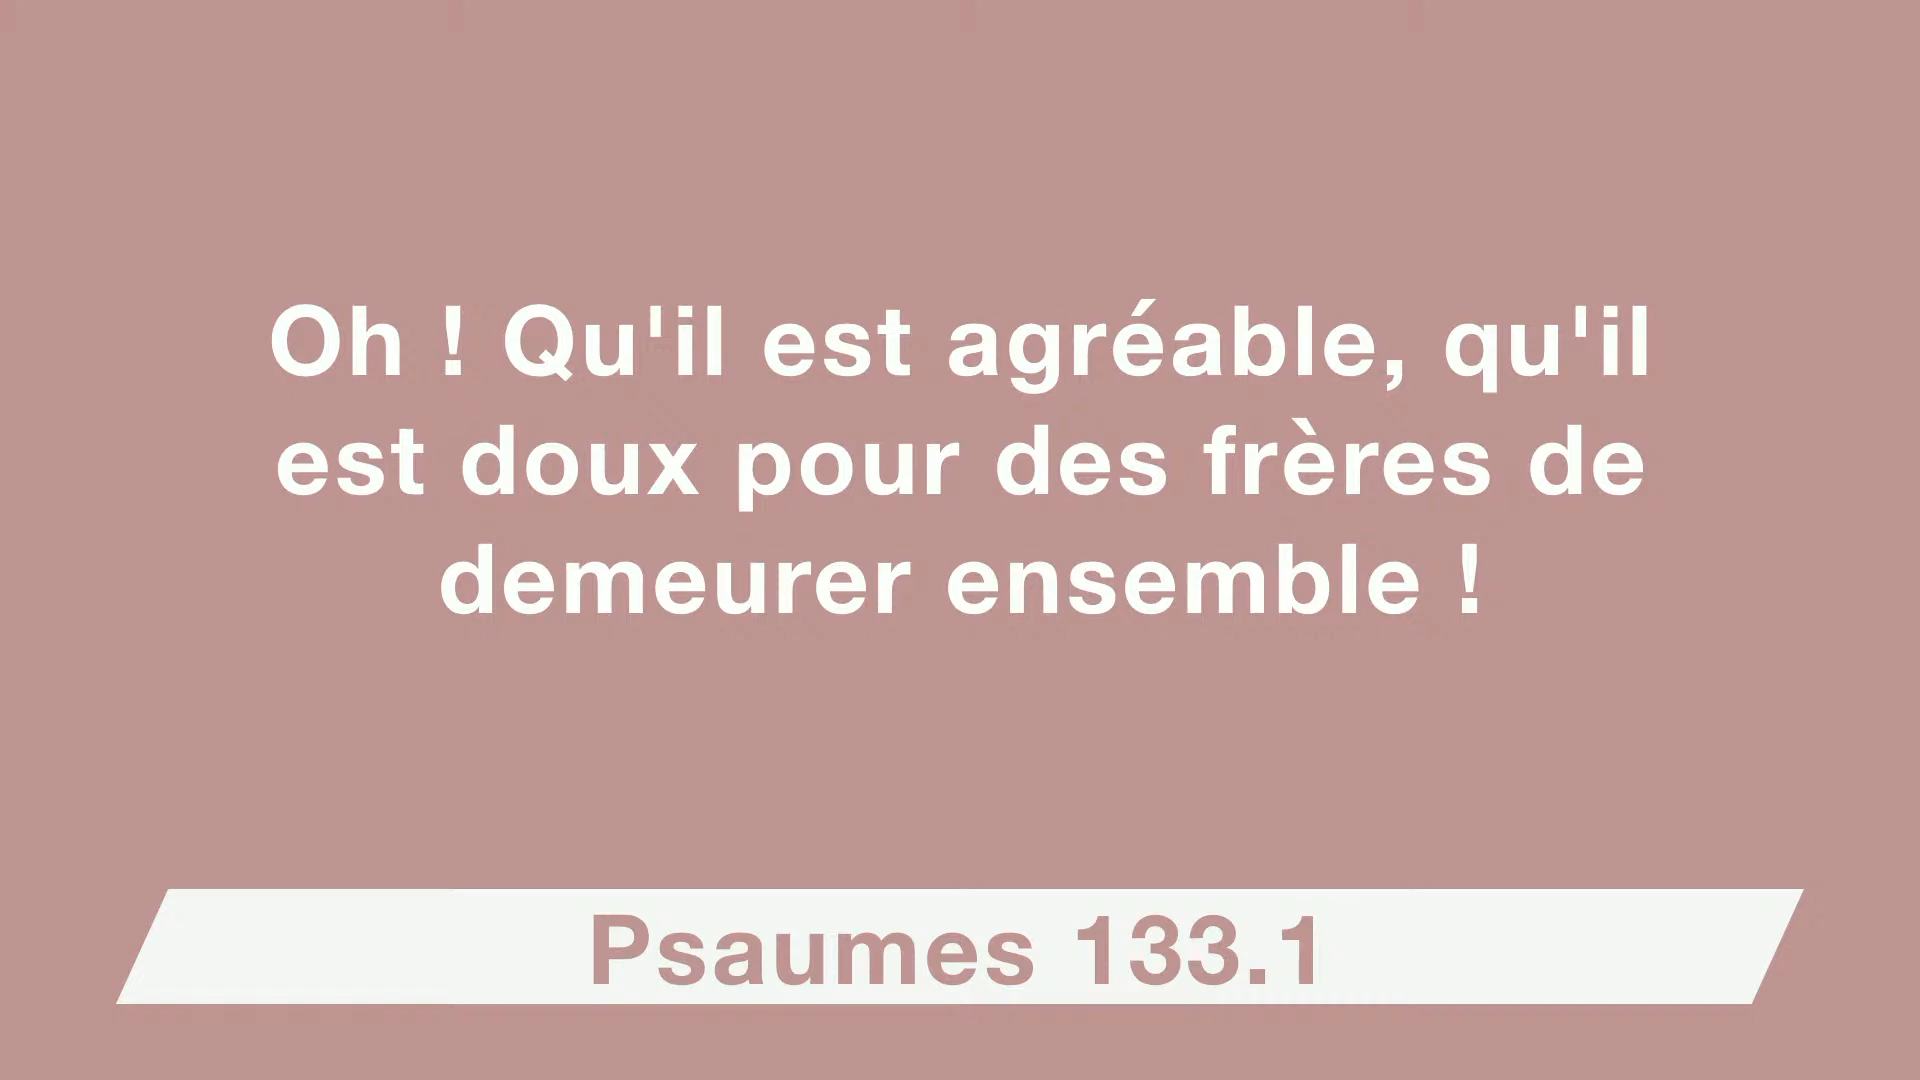 Oh ! Qu'il est agréable, qu'il
est doux pour des frères de
demeurer ensemble !
Psaumes 133.1